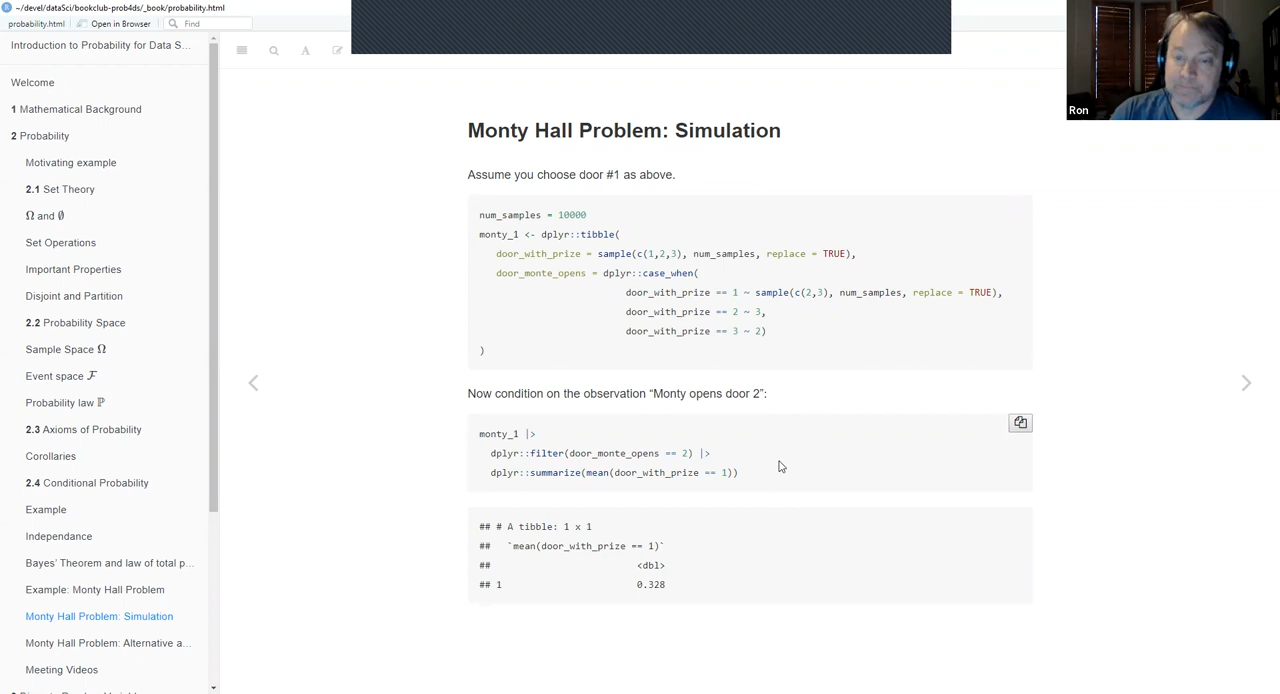 ~/devel/dataSci/bookclub-prob4ds/_book/probability.html
probability.html
Open in Browser
Find
Introduction to Probability for Data S...
Welcome
1 Mathematical Background
2 Probability
Motivating example
2.1 Set Theory
Ω and ∅
Set Operations
Important Properties
Disjoint and Partition
2.2 Probability Space
Sample Space Ω
Event space ℱ
Probability law ℙ
2.3 Axioms of Probability
Corollaries
2.4 Conditional Probability
Example
Independence
Bayes' Theorem and law of total p...
Example: Monty Hall Problem
Monty Hall Problem: Simulation
Monty Hall Problem: Alternative a...
Meeting Videos
A
Monty Hall Problem: Simulation
Assume you choose door #1 as above.
num_samples = 10000
monty_1 <- dplyr::tibble(
door_with_prize = sample(c(1,2,3), num_samples, replace = TRUE),
door_monte_opens = dplyr::case_when(
door_with_prize == 1 ~ sample(c(2,3), num_samples, replace = TRUE),
door_with_prize == 2 ~ 3,
door_with_prize == 3 ~ 2)
)
Now condition on the observation “Monty opens door 2”:
monty_1 |>
dplyr::filter(door_monte_opens == 2) |>
dplyr::summarize(mean(door_with_prize == 1))
## # A tibble: 1 x 1
## `mean(door_with_prize == 1)`
## <dbl>
## 1 0.328
Ron